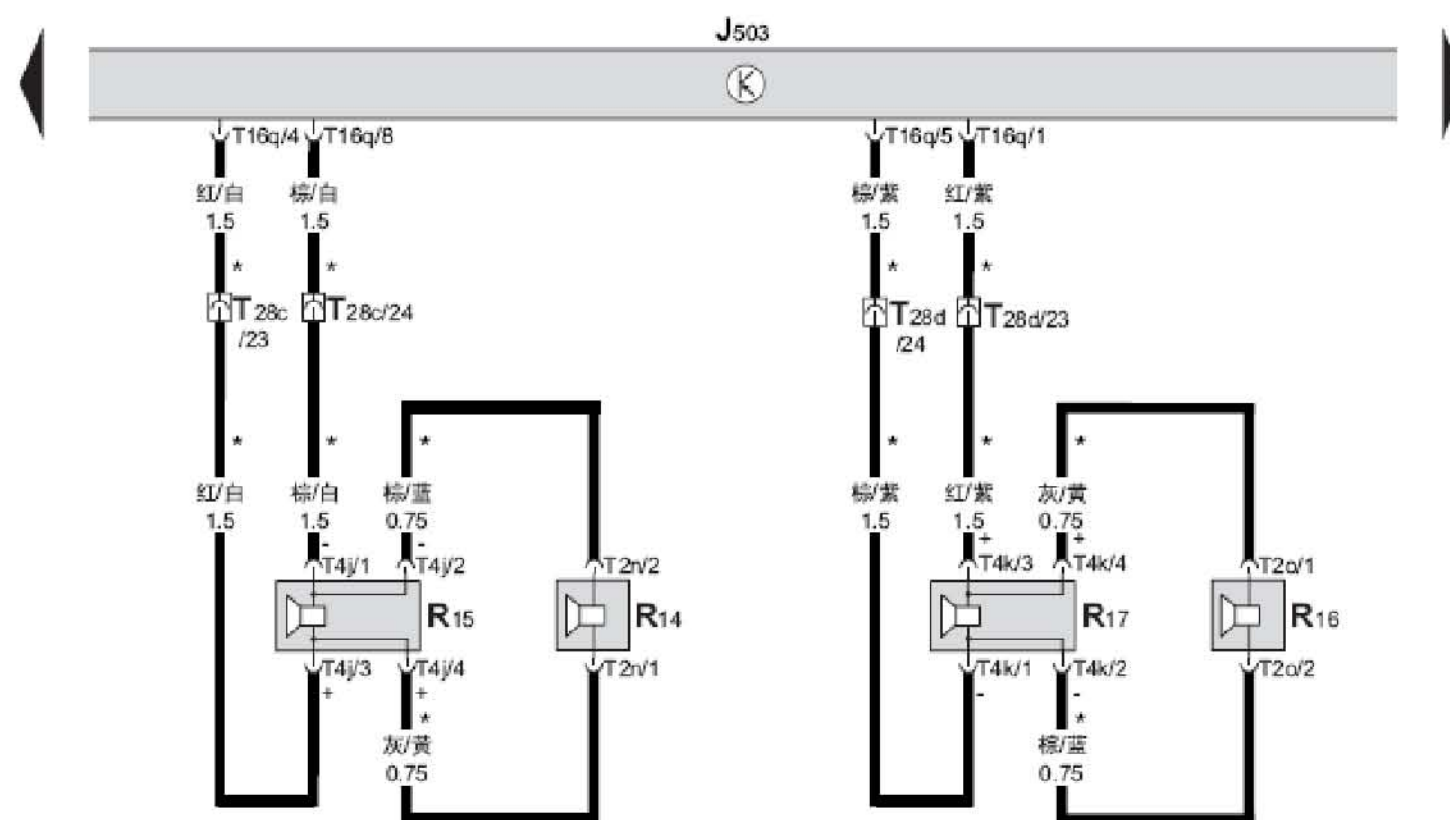 J503
K
T16q/4 T16q/8 T16q/5 T16q/1
红/白 棕/白 棕/紫 红/紫
1.5 1.5 1.5 1.5
* * * *
T28c T28c/24 T28d T28d/23
/23 /24
* * * * * *
红/白 棕/白 棕/蓝 棕/紫 红/紫 灰/黄
1.5 1.5 0.75 1.5 1.5 0.75
- - + +
T4j/1 T4j/2 T2n/2 T4k/3 T4k/4 T2o/1
R15 R14 R17 R16
T4j/3 T4j/4 T2n/1 T4k/1 T4k/2 T2o/2
+ + - -
* *
灰/黄 棕/蓝
0.75 0.75